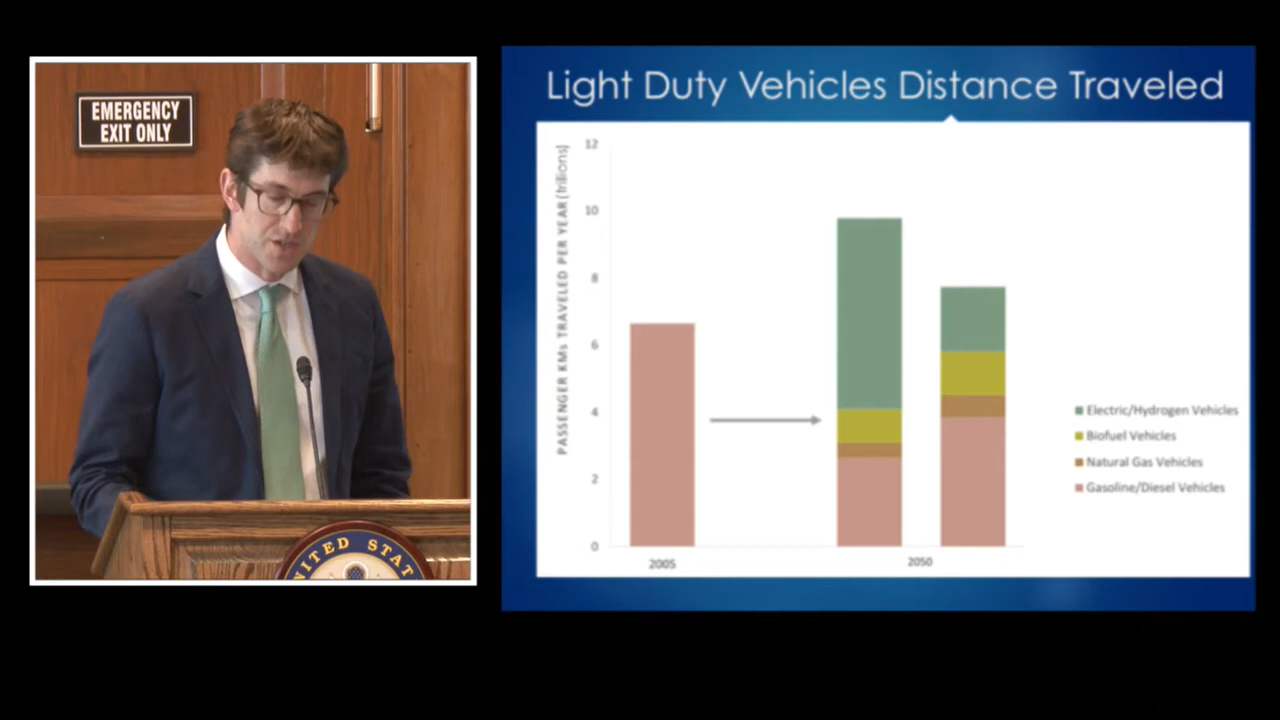 EMERGENCY
EXIT ONLY
UNITED STAT
Light Duty Vehicles Distance Traveled
PASSENGER KMs TRAVELED PER YEAR (trillions)
12
10
8
6
4
2
0
2005
2050
Electric/Hydrogen Vehicles
Biofuel Vehicles
Natural Gas Vehicles
Gasoline/Diesel Vehicles